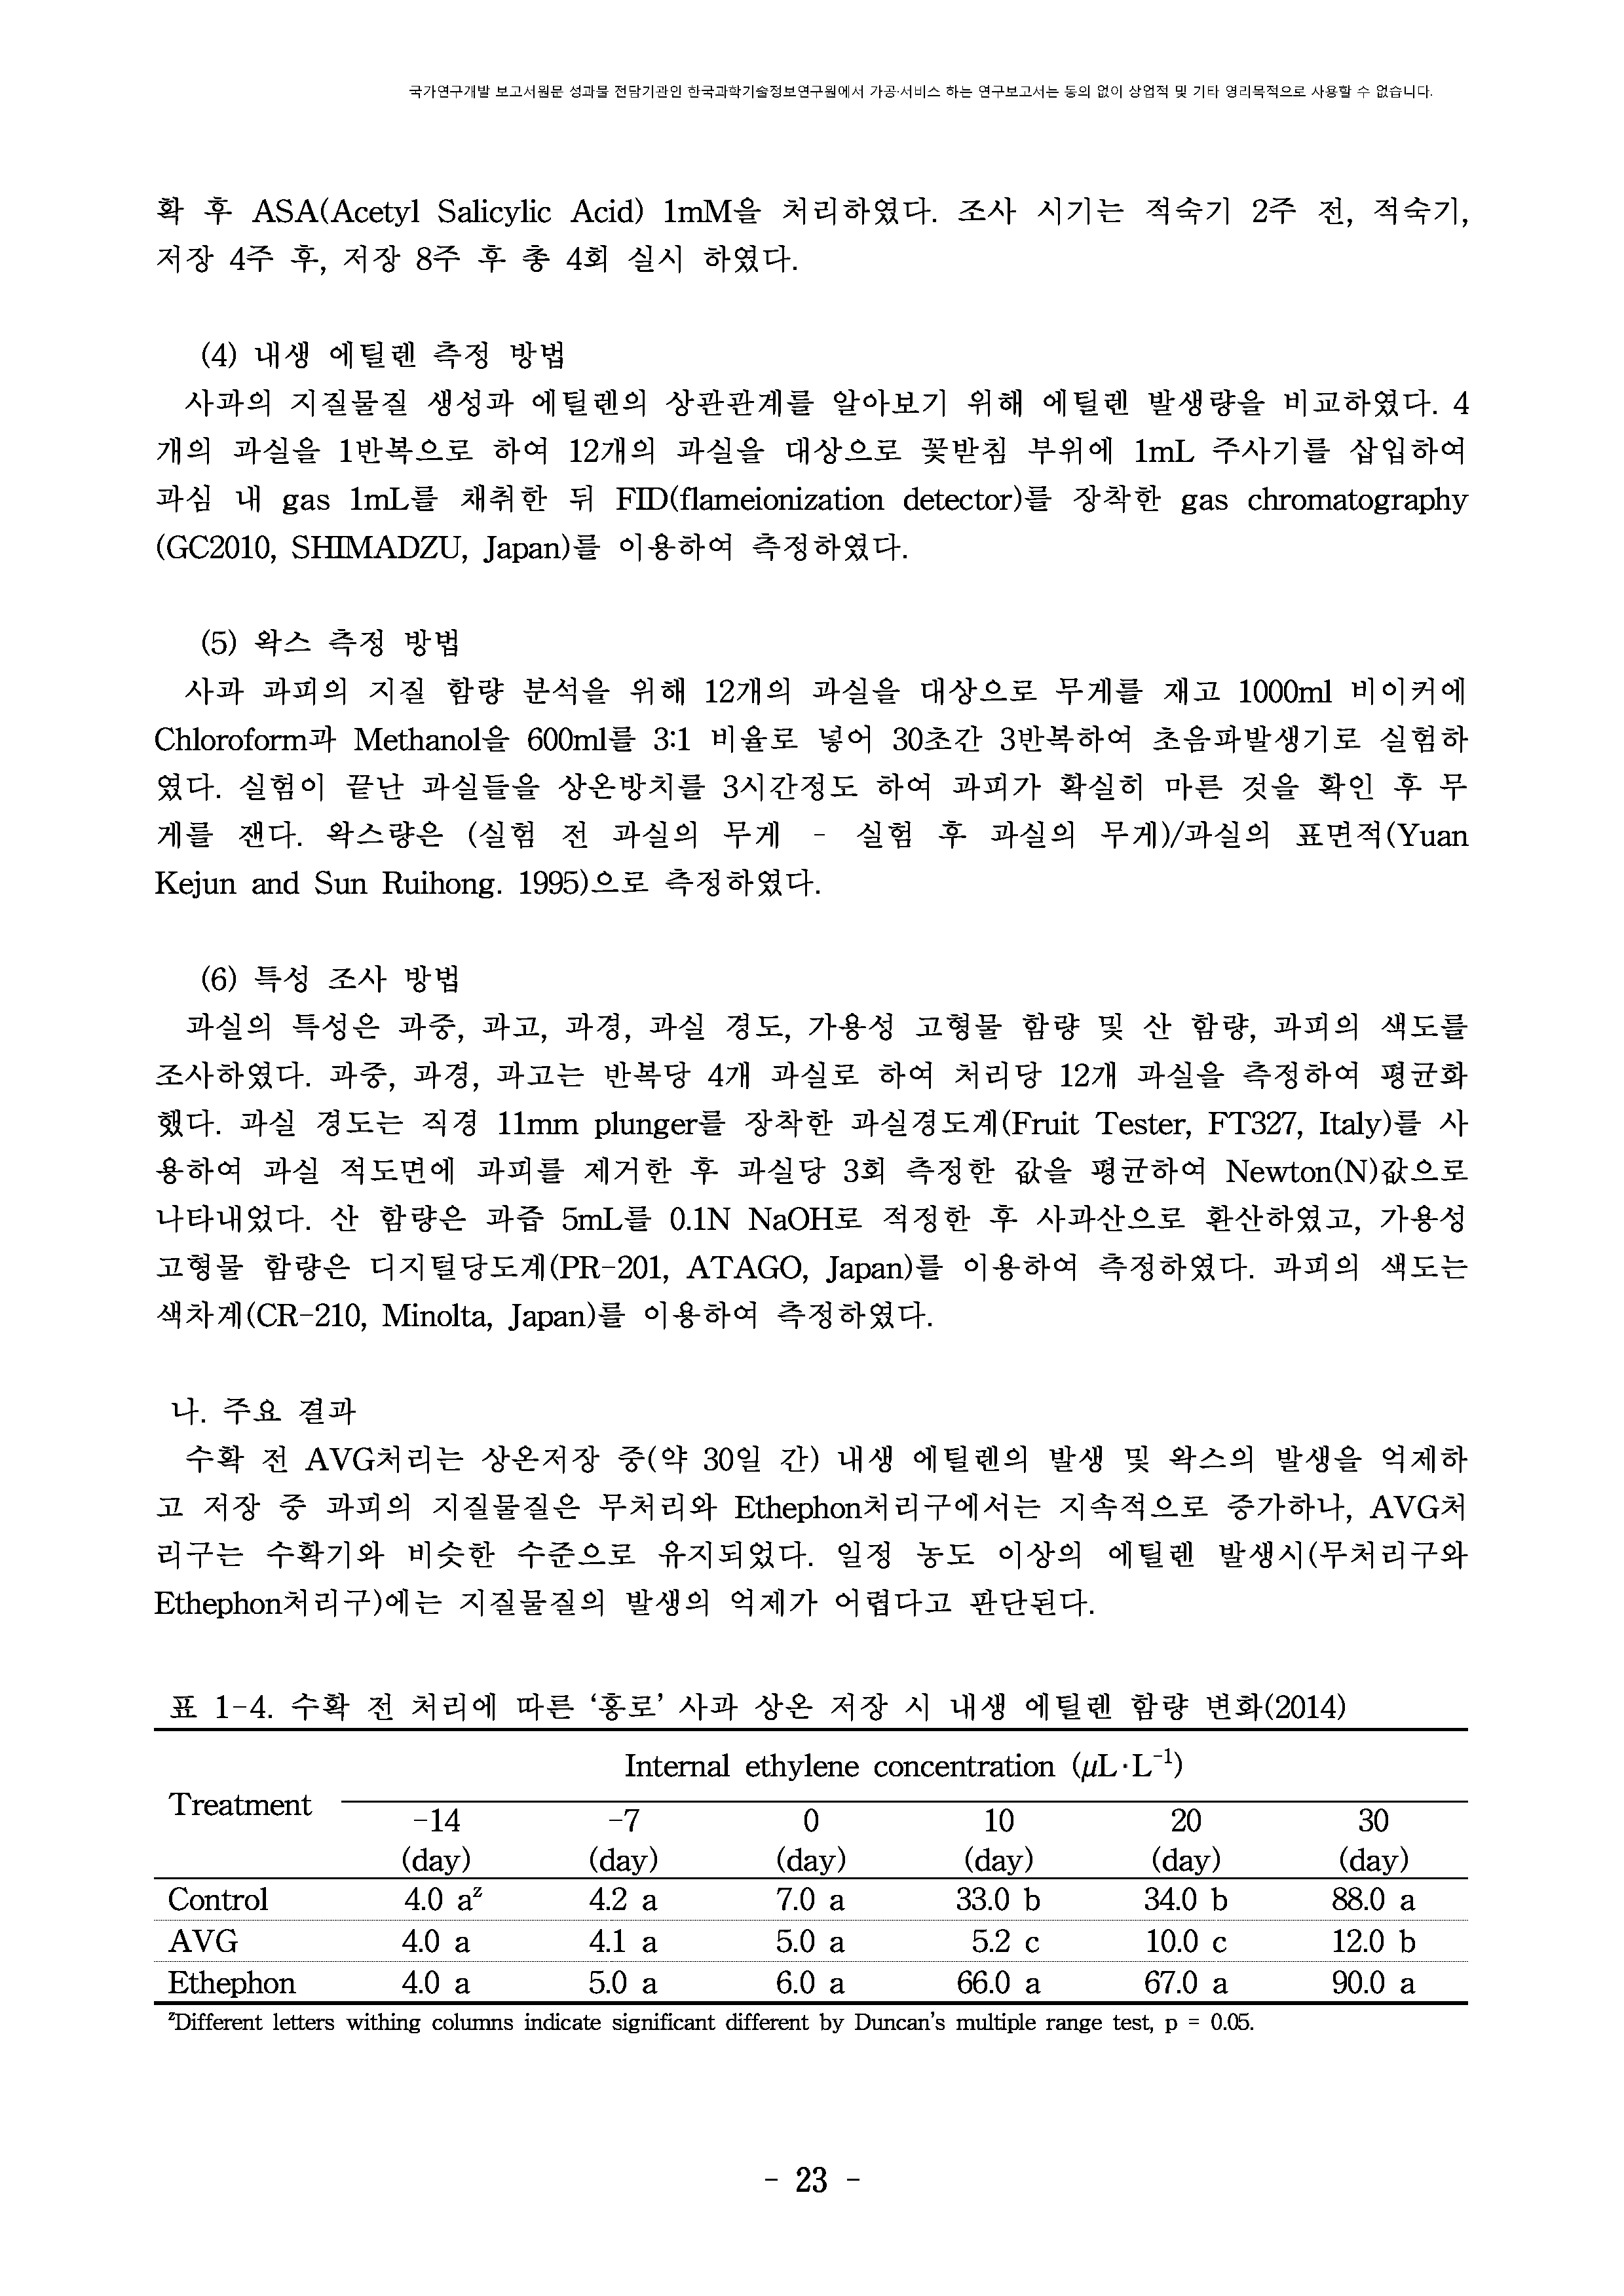 국가연구개발 보고서원문 성과물 전담기관인 한국과학기술정보연구원에서 가공·서비스 하는 연구보고서는 동의 없이 상업적 및 기타 영리목적으로 사용할 수 없습니다.
확 후 ASA(Acetyl Salicylic Acid) 1mM을 처리하였다. 조사 시기는 적숙기 2주 전, 적숙기,
저장 4주 후, 저장 8주 후 총 4회 실시 하였다.
(4) 내생 에틸렌 측정 방법
사과의 지질물질 생성과 에틸렌의 상관관계를 알아보기 위해 에틸렌 발생량을 비교하였다. 4
개의 과실을 1반복으로 하여 12개의 과실을 대상으로 꽃받침 부위에 1mL 주사기를 삽입하여
과심 내 gas 1mL를 채취한 뒤 FID(flameionization detector)를 장착한 gas chromatography
(GC2010, SHIMADZU, Japan)를 이용하여 측정하였다.
(5) 왁스 측정 방법
사과 과피의 지질 함량 분석을 위해 12개의 과실을 대상으로 무게를 재고 1000ml 비이커에
Chloroform과 Methanol을 600ml를 3:1 비율로 넣어 30초간 3반복하여 초음파발생기로 실험하
였다. 실험이 끝난 과실들을 상온방치를 3시간정도 하여 과피가 확실히 마른 것을 확인 후 무
게를 잰다. 왁스량은 (실험 전 과실의 무게 - 실험 후 과실의 무게)/과실의 표면적(Yuan
Kejun and Sun Ruihong. 1995)으로 측정하였다.
(6) 특성 조사 방법
과실의 특성은 과중, 과고, 과경, 과실 경도, 가용성 고형물 함량 및 산 함량, 과피의 색도를
조사하였다. 과중, 과경, 과고는 반복당 4개 과실로 하여 처리당 12개 과실을 측정하여 평균화
했다. 과실 경도는 직경 11mm plunger를 장착한 과실경도계(Fruit Tester, FT327, Italy)를 사
용하여 과실 적도면에 과피를 제거한 후 과실당 3회 측정한 값을 평균하여 Newton(N)값으로
나타내었다. 산 함량은 과즙 5mL를 0.1N NaOH로 적정한 후 사과산으로 환산하였고, 가용성
고형물 함량은 디지털당도계(PR-201, ATAGO, Japan)를 이용하여 측정하였다. 과피의 색도는
색차계(CR-210, Minolta, Japan)를 이용하여 측정하였다.
나. 주요 결과
수확 전 AVG처리는 상온저장 중(약 30일 간) 내생 에틸렌의 발생 및 왁스의 발생을 억제하
고 저장 중 과피의 지질물질은 무처리와 Ethephon처리구에서는 지속적으로 증가하나, AVG처
리구는 수확기와 비슷한 수준으로 유지되었다. 일정 농도 이상의 에틸렌 발생시(무처리구와
Ethephon처리구)에는 지질물질의 발생의 억제가 어렵다고 판단된다.
표 1-4. 수확 전 처리에 따른 ‘홍로’ 사과 상온 저장 시 내생 에틸렌 함량 변화(2014)
Internal ethylene concentration (μL·L⁻¹)
Treatment
-14 -7 0 10 20 30
(day) (day) (day) (day) (day) (day)
Control 4.0 aᶻ 4.2 a 7.0 a 33.0 b 34.0 b 88.0 a
AVG 4.0 a 4.1 a 5.0 a 5.2 c 10.0 c 12.0 b
Ethephon 4.0 a 5.0 a 6.0 a 66.0 a 67.0 a 90.0 a
ᶻDifferent letters withing columns indicate significant different by Duncan's multiple range test, p = 0.05.
- 23 -